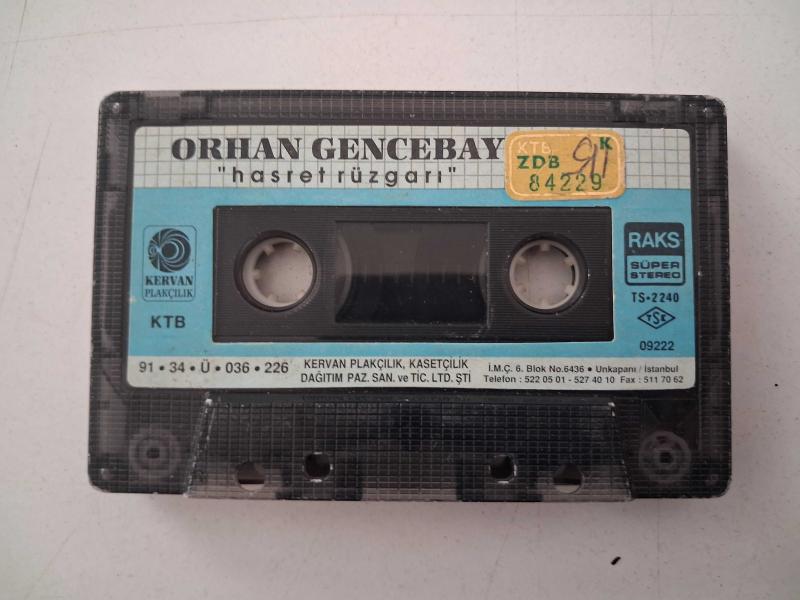 ORHAN GENCEBAY
"hasret rüzgarı"
KTB K
ZDB 91
84229
KERVAN
PLAKÇILIK
KTB
RAKS
SÜPER
STEREO
TS•2240
TSE
09222
91 • 34 • Ü • 036 • 226
KERVAN PLAKÇILIK, KASETÇİLİK
DAĞITIM PAZ. SAN. ve TİC. LTD. ŞTİ
İ.M.Ç. 6. Blok No.6436 • Unkapanı / İstanbul
Telefon : 522 05 01 - 527 40 10 Fax : 511 70 62